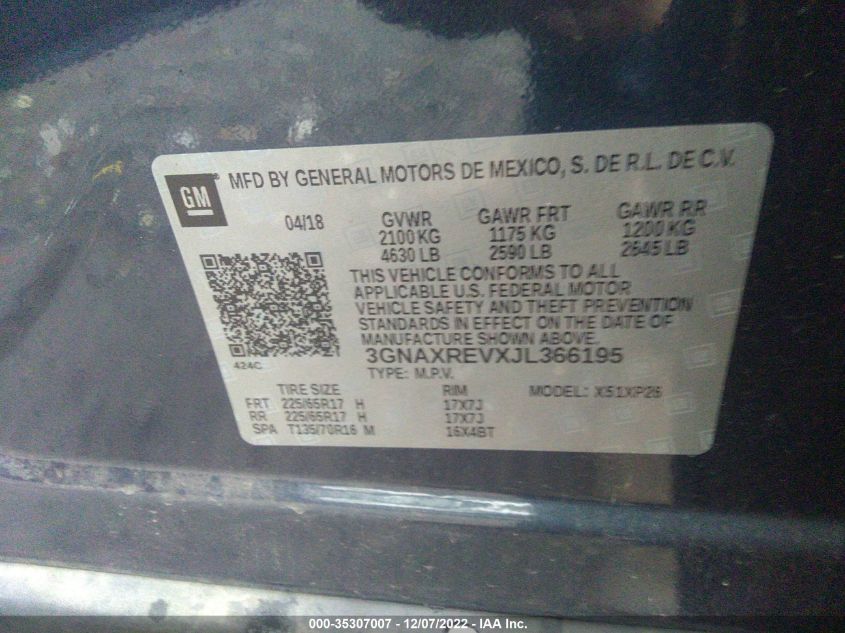 GM
MFD BY GENERAL MOTORS DE MEXICO, S. DE R.L. DE C.V.
04/18 GVWR GAWR FRT GAWR RR
2100 KG 1175 KG 1200 KG
4630 LB 2590 LB 2645 LB
THIS VEHICLE CONFORMS TO ALL
APPLICABLE U.S. FEDERAL MOTOR
VEHICLE SAFETY AND THEFT PREVENTION
STANDARDS IN EFFECT ON THE DATE OF
MANUFACTURE SHOWN ABOVE.
424C 3GNAXREVXJL366195
TYPE: M.P.V.
TIRE SIZE RIM MODEL: X51XP26
FRT 225/65R17 H 17X7J
RR 225/65R17 H 17X7J
SPA T135/70R16 M 16X4BT
000-35307007 - 12/07/2022 - IAA Inc.